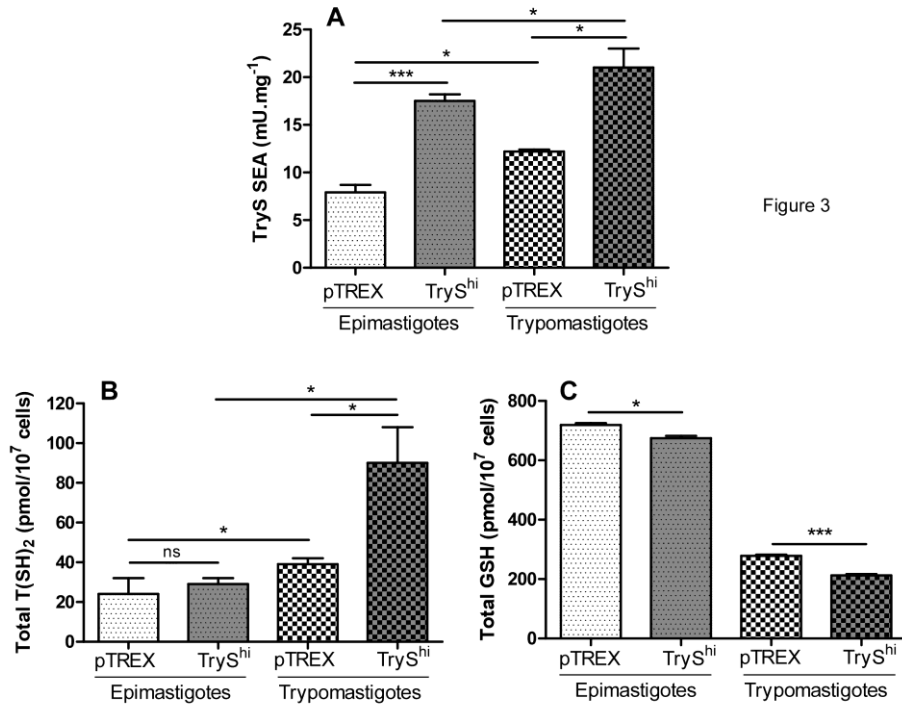 A
*
*
*
***
25
20
15
10
5
0
TryS SEA (mU.mg⁻¹)
pTREX TryS^hi pTREX TryS^hi
Epimastigotes Trypomastigotes
Figure 3
B
*
*
*
ns
120
100
80
60
40
20
0
Total T(SH)₂ (pmol/10⁷ cells)
pTREX TryS^hi pTREX TryS^hi
Epimastigotes Trypomastigotes
C
*
***
800
600
400
200
0
Total GSH (pmol/10⁷ cells)
pTREX TryS^hi pTREX TryS^hi
Epimastigotes Trypomastigotes